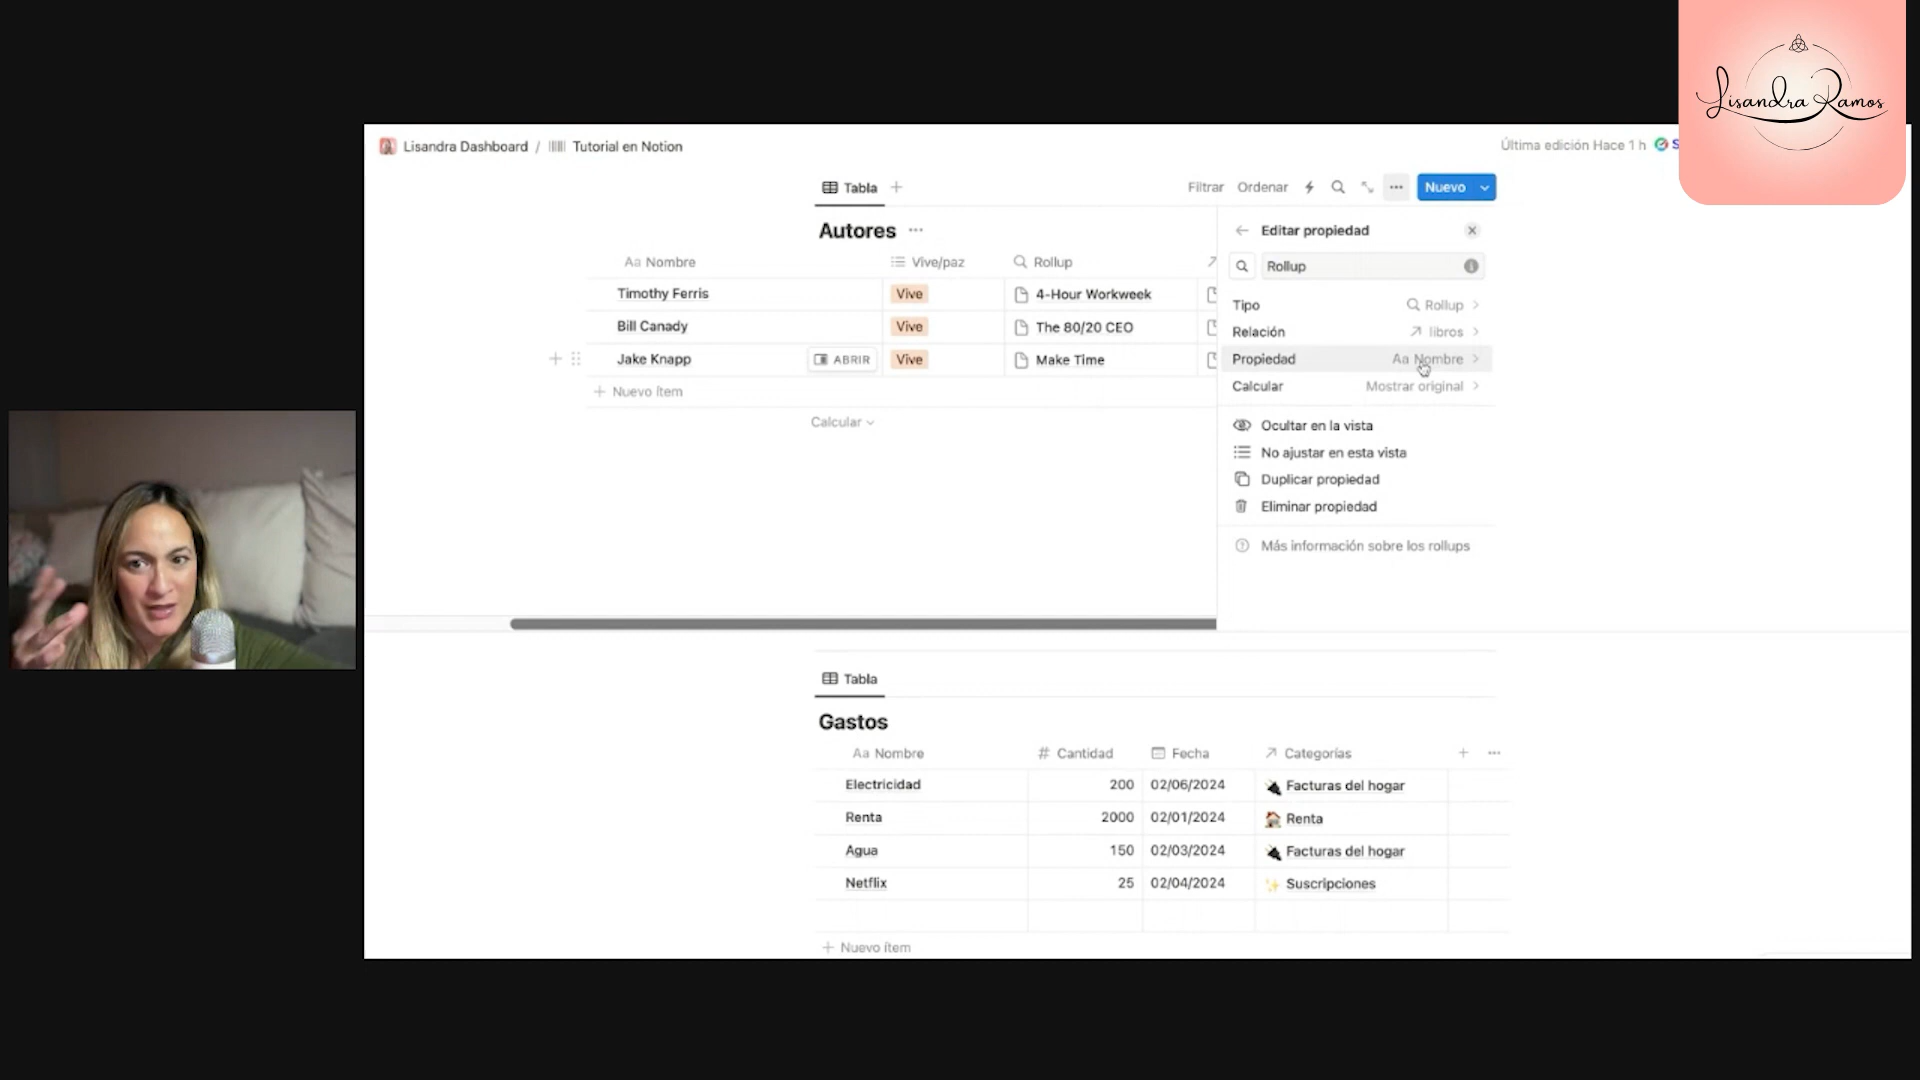 Lisandra Ramos
Lisandra Dashboard / Tutorial en Notion
Última edición Hace 1 h
Tabla
Filtrar Ordenar Nuevo
Autores
Aa Nombre Vive/paz Rollup
Timothy Ferris Vive 4-Hour Workweek
Bill Canady Vive The 80/20 CEO
Jake Knapp ABRIR Vive Make Time
Nuevo ítem
Calcular
Editar propiedad
Rollup
Tipo Rollup
Relación libros
Propiedad Aa Nombre
Calcular Mostrar original
Ocultar en la vista
No ajustar en esta vista
Duplicar propiedad
Eliminar propiedad
Más información sobre los rollups
Tabla
Gastos
Aa Nombre # Cantidad Fecha Categorías
Electricidad 200 02/06/2024 Facturas del hogar
Renta 2000 02/01/2024 Renta
Agua 150 02/03/2024 Facturas del hogar
Netflix 25 02/04/2024 Suscripciones
Nuevo ítem